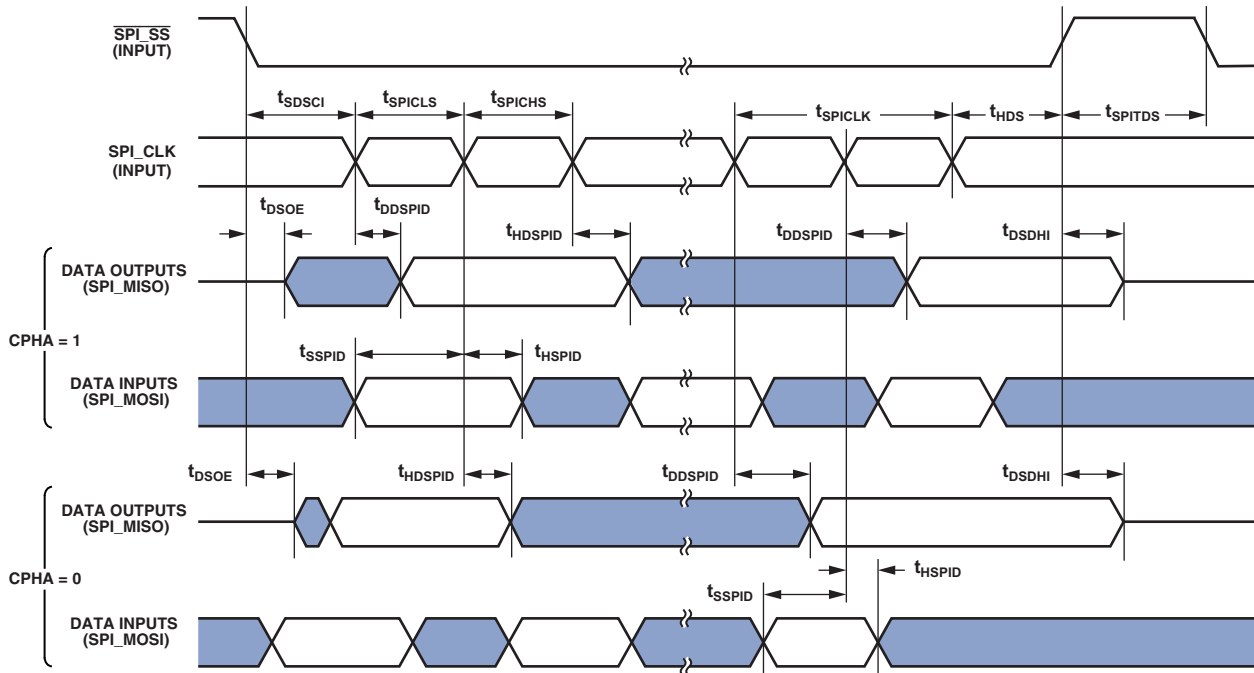 SPI_SS
(INPUT)
tSDSCI
tSPICLS
tSPICHS
tSPICLK
tHDS
tSPITDS
SPI_CLK
(INPUT)
tDSOE
tDDSPID
tHDSPID
tDDSPID
tDSDHI
DATA OUTPUTS
(SPI_MISO)
CPHA = 1
tSSPID
tHSPID
DATA INPUTS
(SPI_MOSI)
tDSOE
tHDSPID
tDDSPID
tDSDHI
DATA OUTPUTS
(SPI_MISO)
CPHA = 0
tHSPID
tSSPID
DATA INPUTS
(SPI_MOSI)